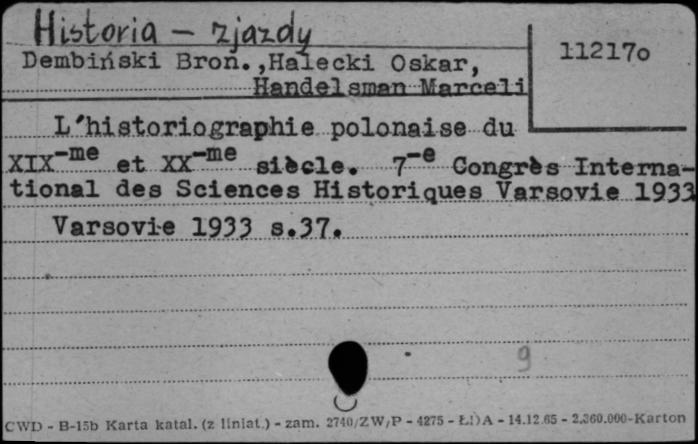 Historia - zjazdy
112170
Dembiński Bron., Halecki Oskar,
Handelsman Marceli
L'historiographie polonaise du
XIX-me et XX-me siècle. 7-e Congrès Interna-
tional des Sciences Historiques Varsovie 1933
Varsovie 1933 s.37.
9
CWD - B-15b Karta katal. (z liniat.) - zam. 2740/ZW/P - 4275 - ŁDA - 14.12.65 - 2.360.000-Karton